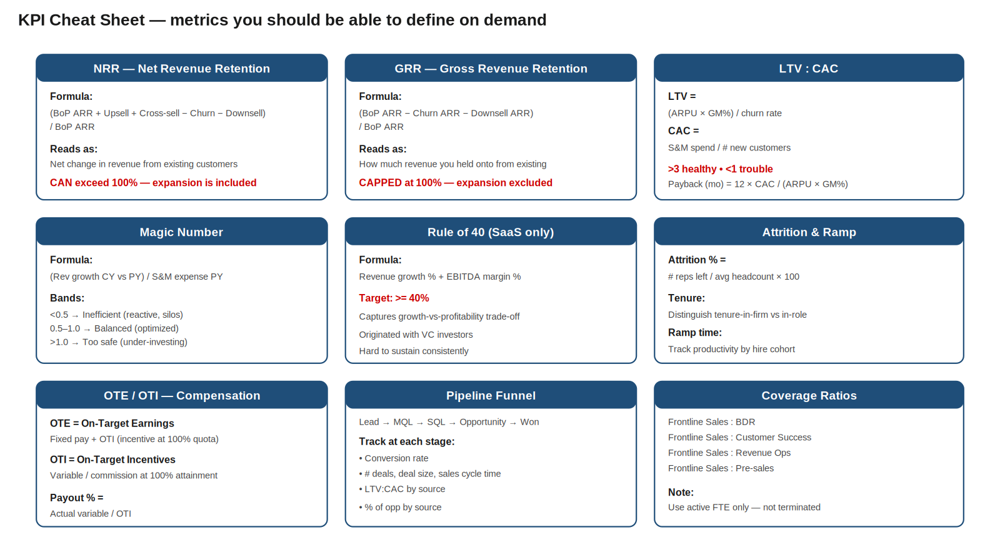 KPI Cheat Sheet — metrics you should be able to define on demand
NRR — Net Revenue Retention
Formula:
(BoP ARR + Upsell + Cross-sell − Churn − Downsell)
/ BoP ARR
Reads as:
Net change in revenue from existing customers
CAN exceed 100% — expansion is included
GRR — Gross Revenue Retention
Formula:
(BoP ARR − Churn ARR − Downsell ARR)
/ BoP ARR
Reads as:
How much revenue you held onto from existing
CAPPED at 100% — expansion excluded
LTV : CAC
LTV =
(ARPU × GM%) / churn rate
CAC =
S&M spend / # new customers
>3 healthy • <1 trouble
Payback (mo) = 12 × CAC / (ARPU × GM%)
Magic Number
Formula:
(Rev growth CY vs PY) / S&M expense PY
Bands:
<0.5 → Inefficient (reactive, silos)
0.5–1.0 → Balanced (optimized)
>1.0 → Too safe (under-investing)
Rule of 40 (SaaS only)
Formula:
Revenue growth % + EBITDA margin %
Target: >= 40%
Captures growth-vs-profitability trade-off
Originated with VC investors
Hard to sustain consistently
Attrition & Ramp
Attrition % =
# reps left / avg headcount × 100
Tenure:
Distinguish tenure-in-firm vs in-role
Ramp time:
Track productivity by hire cohort
OTE / OTI — Compensation
OTE = On-Target Earnings
Fixed pay + OTI (incentive at 100% quota)
OTI = On-Target Incentives
Variable / commission at 100% attainment
Payout % =
Actual variable / OTI
Pipeline Funnel
Lead → MQL → SQL → Opportunity → Won
Track at each stage:
• Conversion rate
• # deals, deal size, sales cycle time
• LTV:CAC by source
• % of opp by source
Coverage Ratios
Frontline Sales : BDR
Frontline Sales : Customer Success
Frontline Sales : Revenue Ops
Frontline Sales : Pre-sales
Note:
Use active FTE only — not terminated